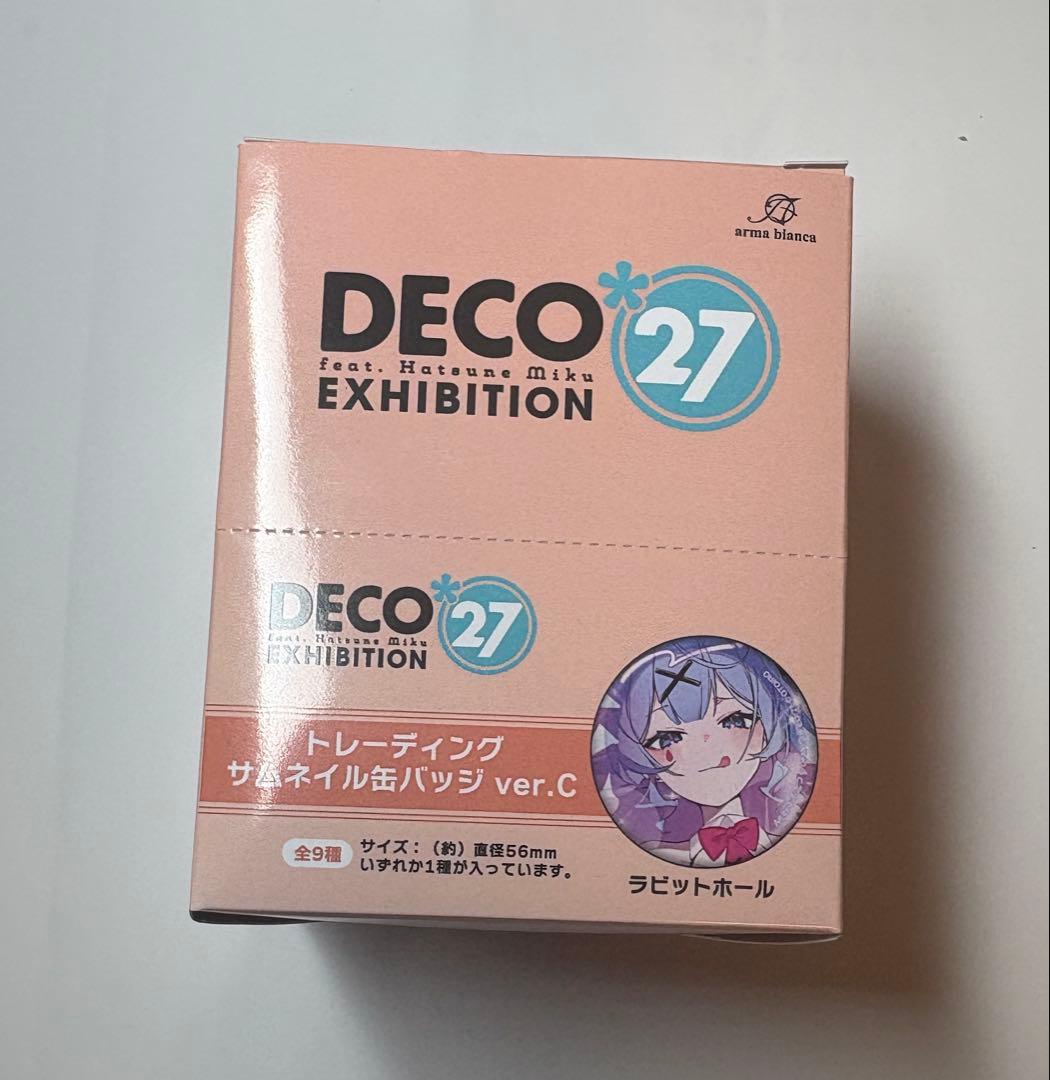 arma bianca
DECO*27
feat. Hatsune Miku
EXHIBITION
DECO*27
feat. Hatsune Miku
EXHIBITION
トレーディング
サムネイル缶バッジ ver.C
全9種
サイズ：（約）直径56mm
いずれか1種が入っています。
ラビットホール